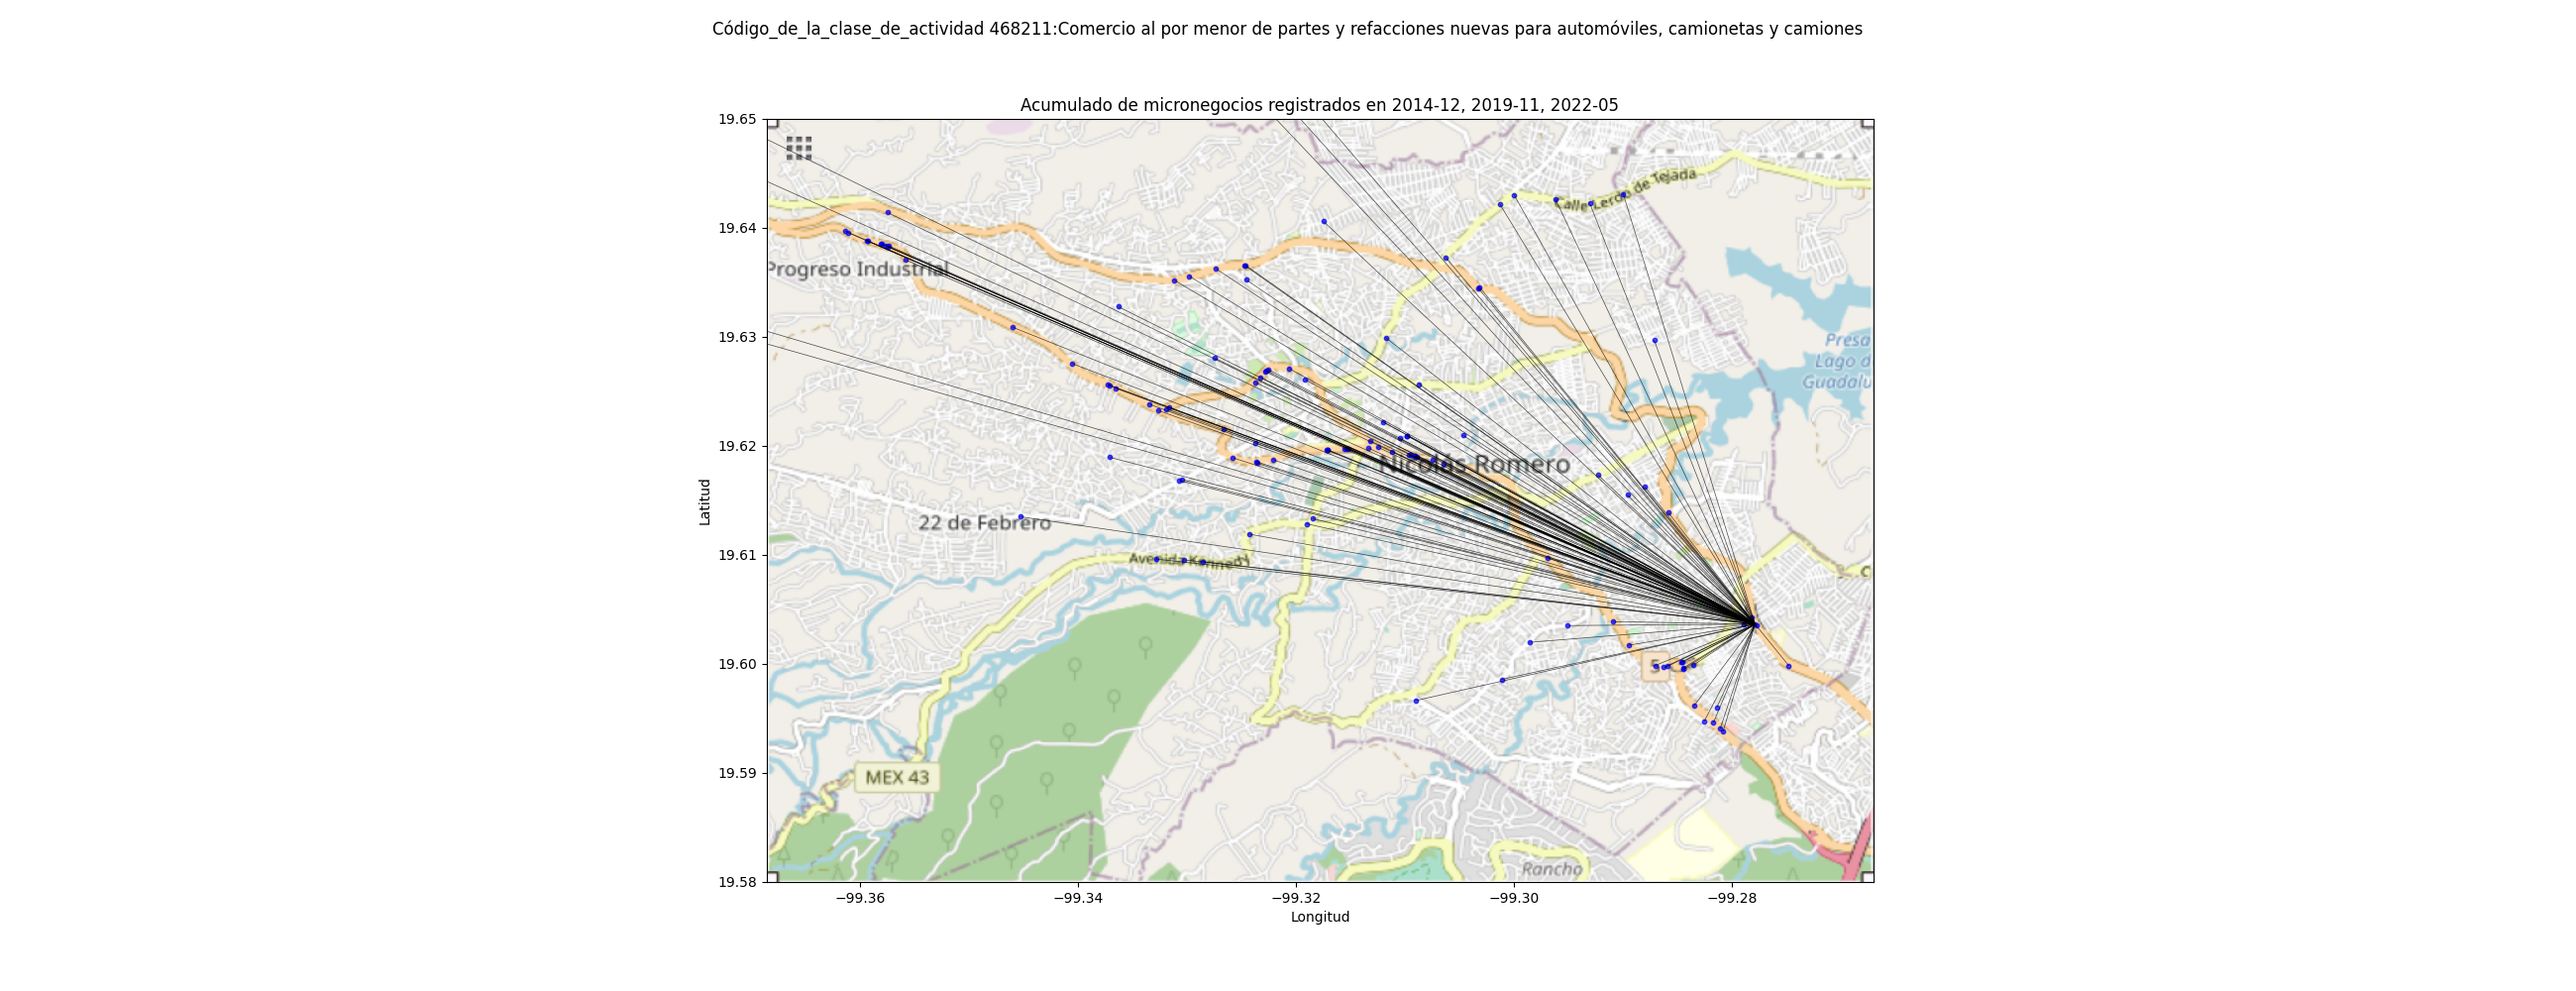 Código_de_la_clase_de_actividad 468211:Comercio al por menor de partes y refacciones nuevas para automóviles, camionetas y camiones
Acumulado de micronegocios registrados en 2014-12, 2019-11, 2022-05
19.65
19.64
19.63
19.62
19.61
19.60
19.59
19.58
Latitud
Calle Lerdo de Tejada
Progreso Industrial
Presa
Lago d
Guadalu
Nicolás Romero
22 de Febrero
Avenida Kennedy
C
5
MEX 43
Rancho
−99.36
−99.34
−99.32
−99.30
−99.28
Longitud